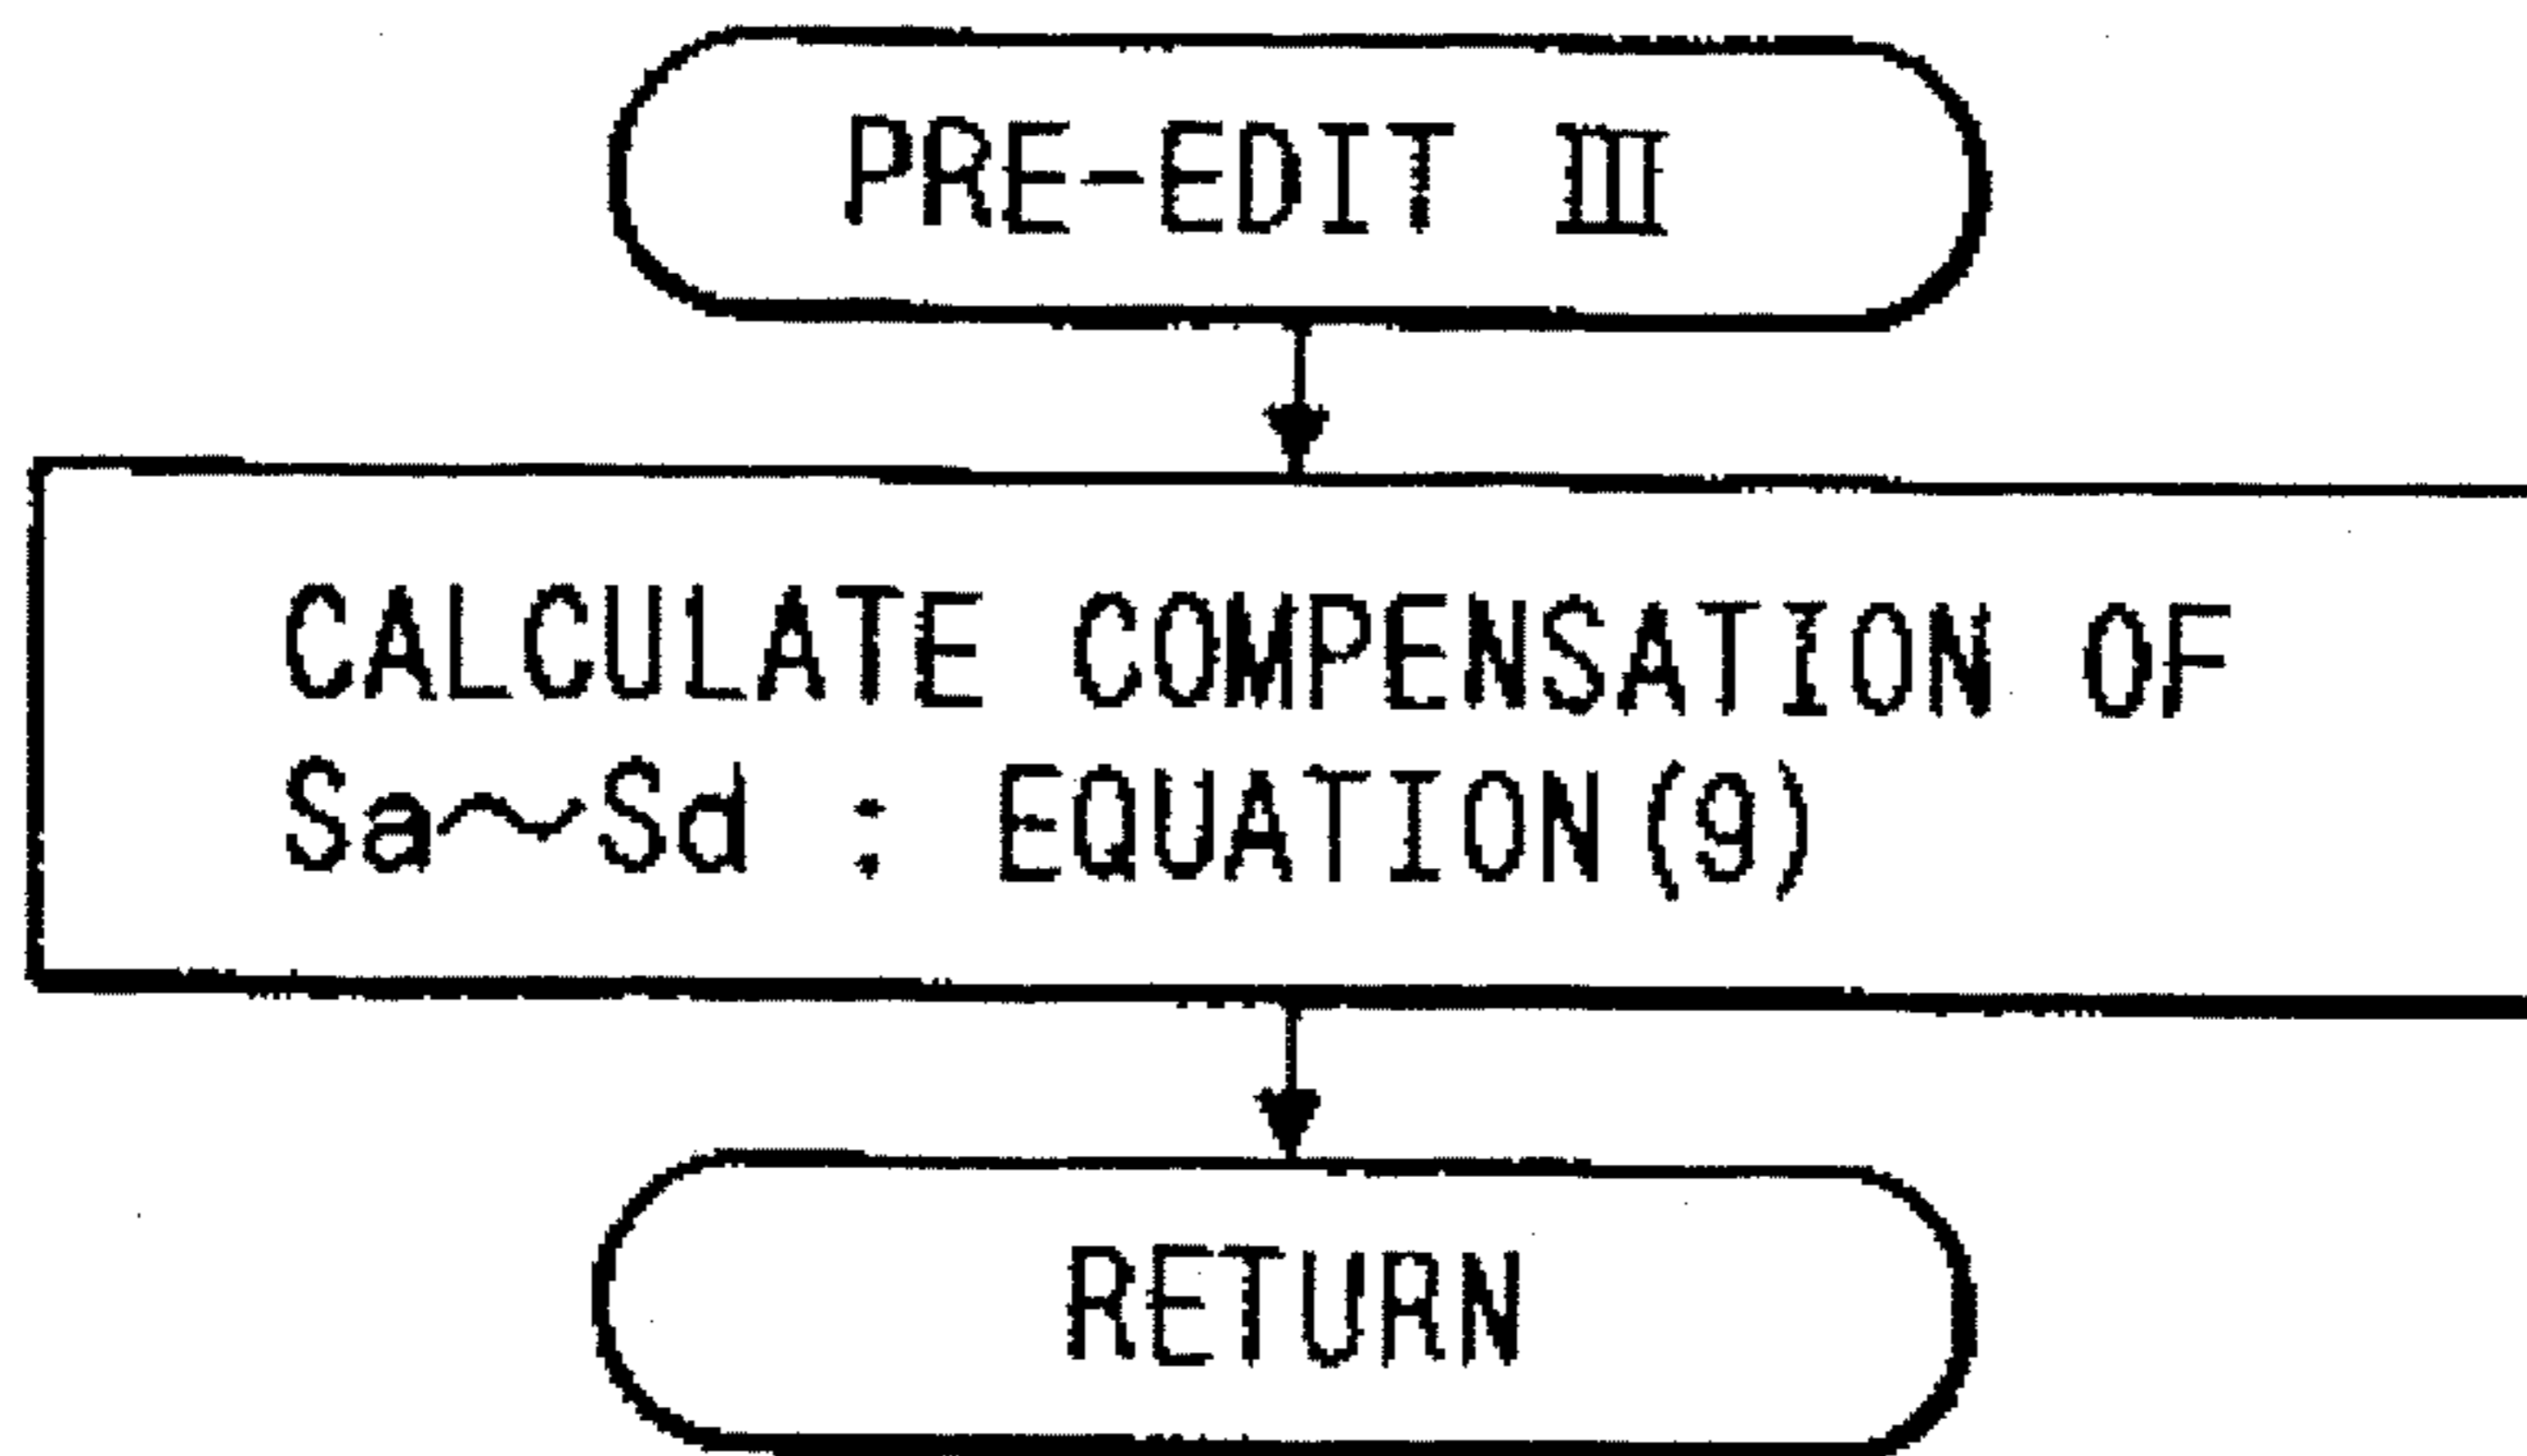 PRE-EDIT III
CALCULATE COMPENSATION OF
Sa~Sd : EQUATION(9)
RETURN